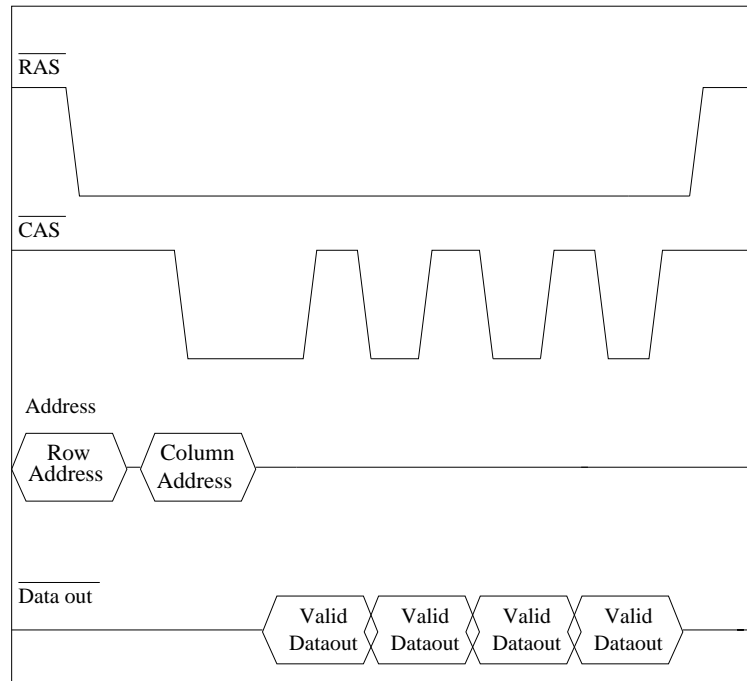 RAS
CAS
Address
Row
Address
Column
Address
Data out
Valid
Dataout
Valid
Dataout
Valid
Dataout
Valid
Dataout